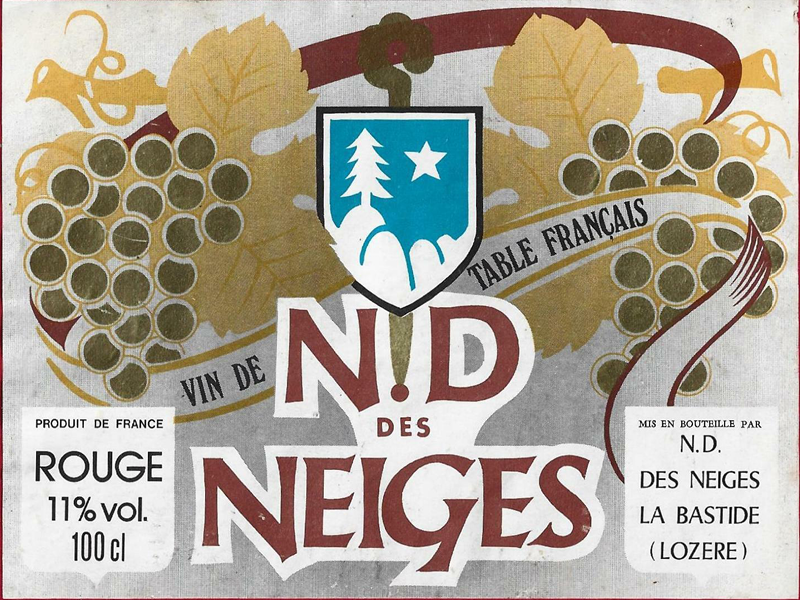 VIN DE TABLE FRANÇAIS
N.D
DES
NEIGES
PRODUIT DE FRANCE
ROUGE
11% vol.
100 cl
MIS EN BOUTEILLE PAR
N.D.
DES NEIGES
LA BASTIDE
(LOZERE)